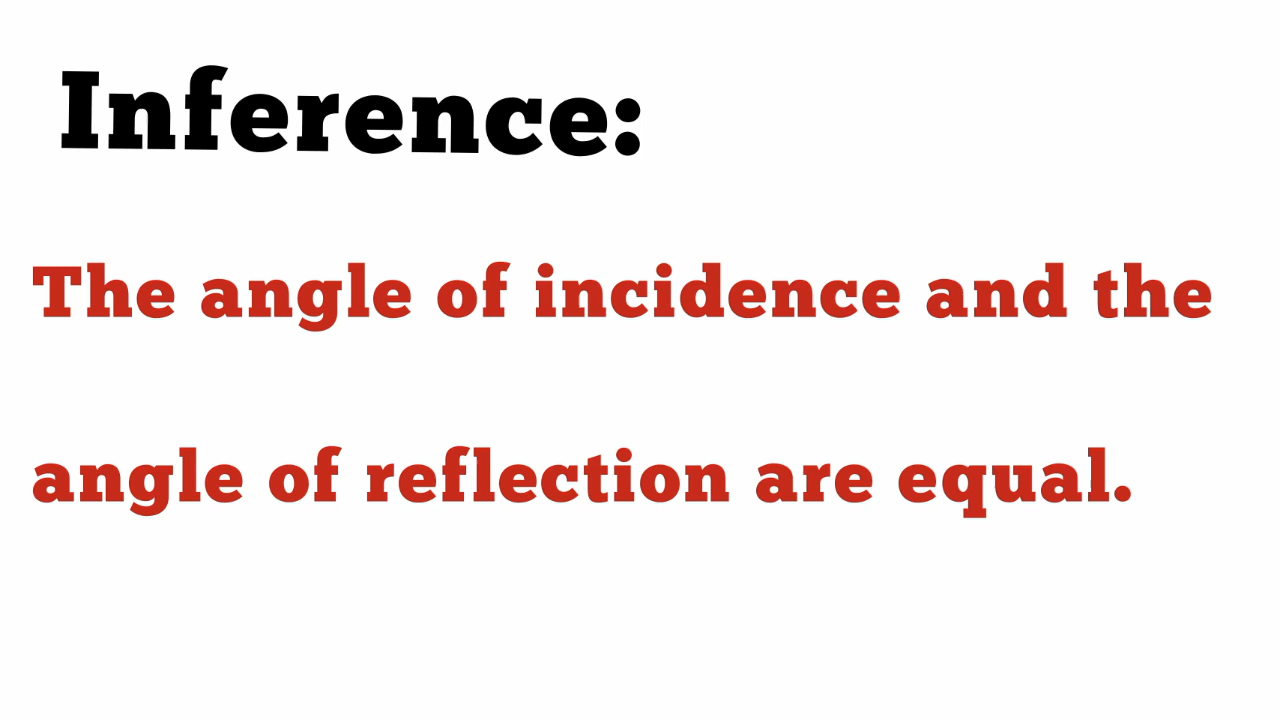 Inference:
The angle of incidence and the
angle of reflection are equal.